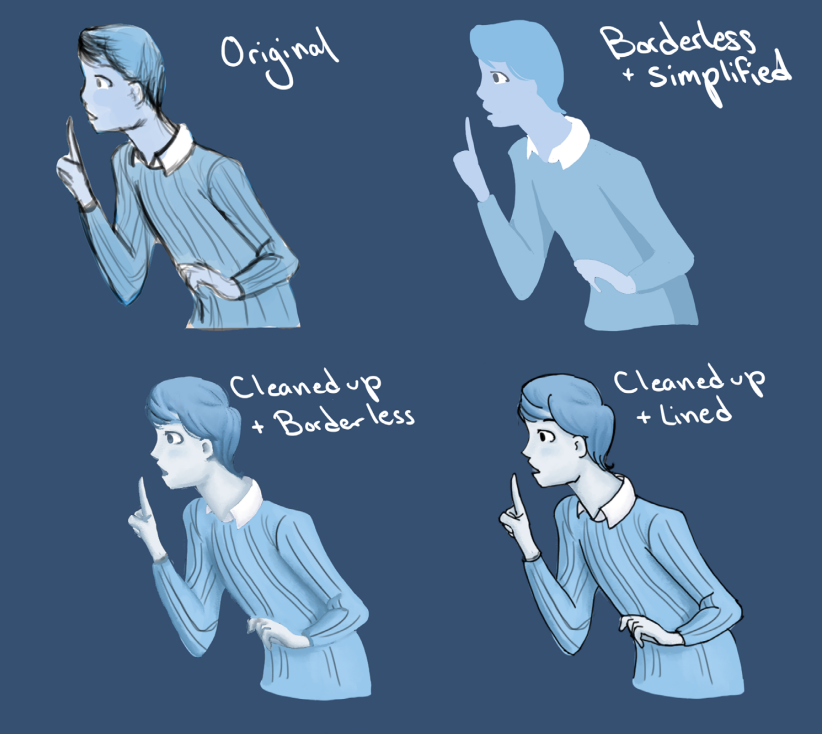 Original
Borderless
+ simplified
Cleaned up
+ Borderless
Cleaned up
+ Lined